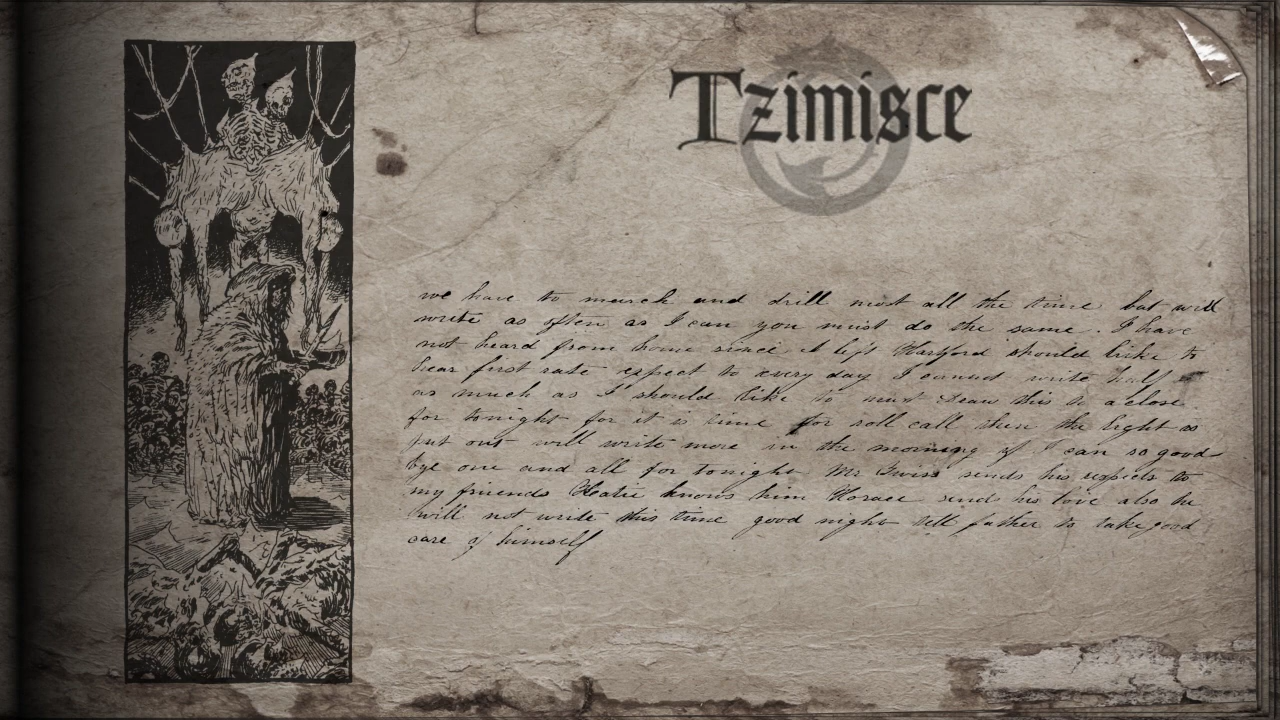 Tzimisce
we have to march and drill most all the time but will
write as often as I can you must do the same. I have
not heard from home since I left Hartford should like to
hear first rate expect to every day I cannot write half
as much as I should like to must draw this to a close
for tonight for it is time for roll call then the light as
put out will write more in the morning if I can so good
bye one and all for tonight Mr Twiss sends his respects to
my friends Heatie knows him Horace send his love also he
will not write this time good night tell father to take good
care of himself